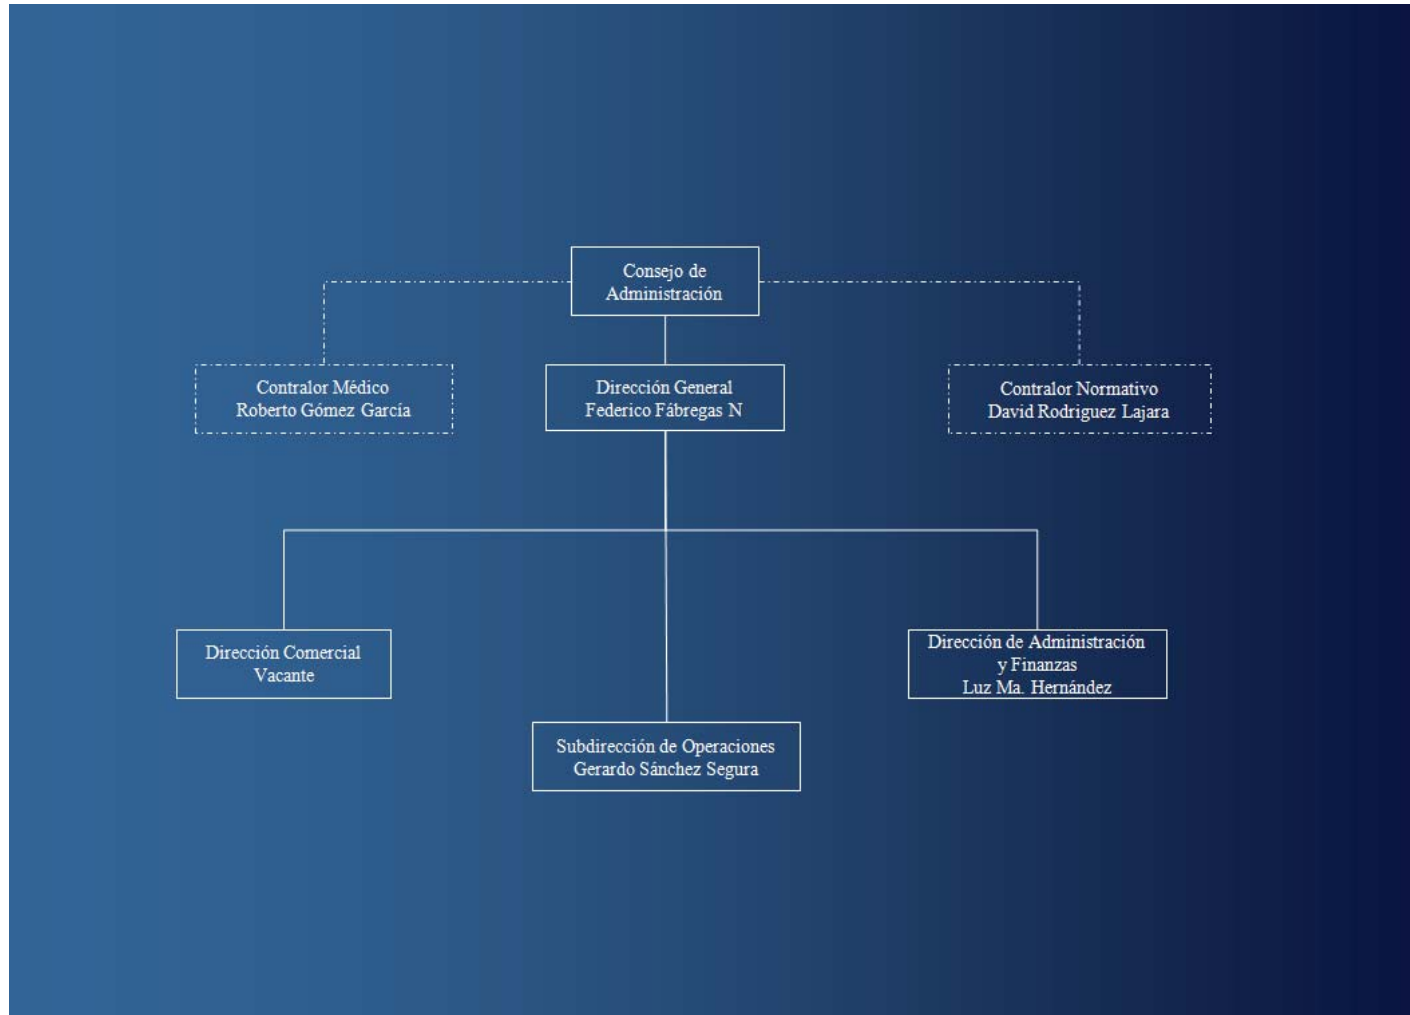 Consejo de
Administración
Contralor Médico
Roberto Gómez García
Dirección General
Federico Fábregas N
Contralor Normativo
David Rodriguez Lajara
Dirección Comercial
Vacante
Dirección de Administración
y Finanzas
Luz Ma. Hernández
Subdirección de Operaciones
Gerardo Sánchez Segura